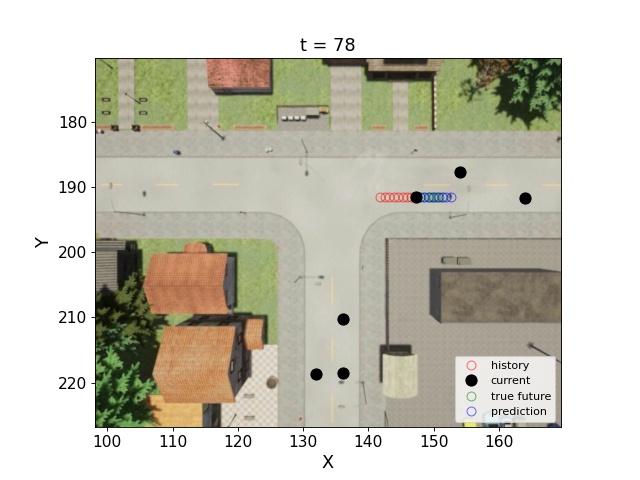 t = 78
Y
180
190
200
210
220
history
current
true future
prediction
100 110 120 130 140 150 160
X